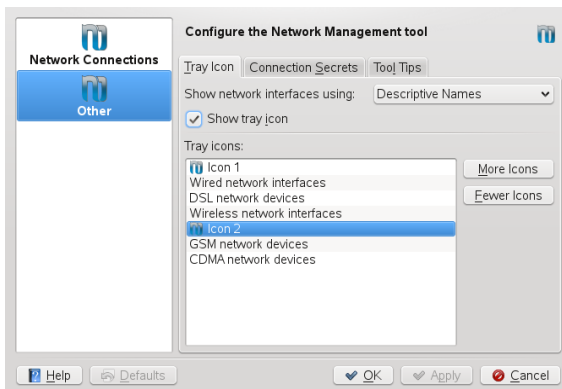 Configure the Network Management tool
Network Connections
Other
Tray Icon
Connection Secrets
Tool Tips
Show network interfaces using:
Descriptive Names
Show tray icon
Tray icons:
Icon 1
Wired network interfaces
DSL network devices
Wireless network interfaces
Icon 2
GSM network devices
CDMA network devices
More Icons
Fewer Icons
Help
Defaults
OK
Apply
Cancel